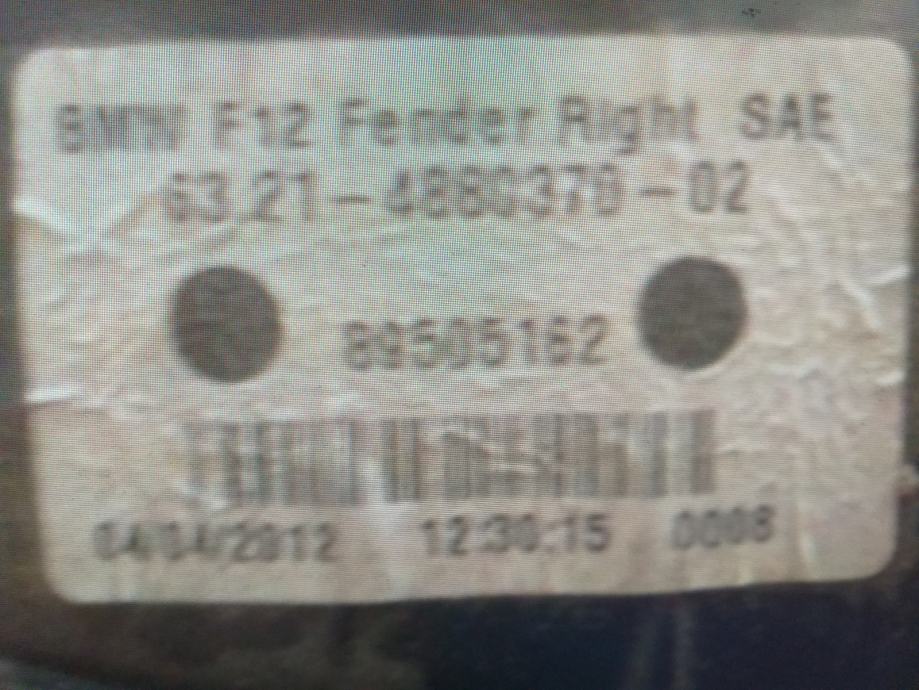 BMW F12 Fender Right SAE
63.21-4880370-02
89505162
04/04/2012 12:30:15 0008